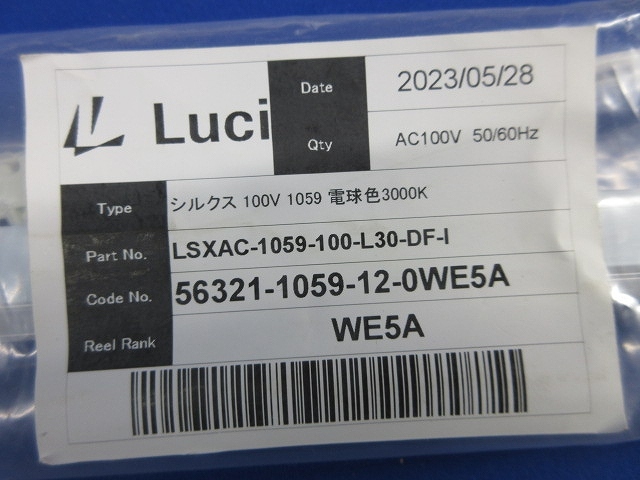 Luci
Date 2023/05/28
Qty AC100V 50/60Hz
Type シルクス 100V 1059 電球色3000K
Part No. LSXAC-1059-100-L30-DF-I
Code No. 56321-1059-12-0WE5A
Reel Rank WE5A